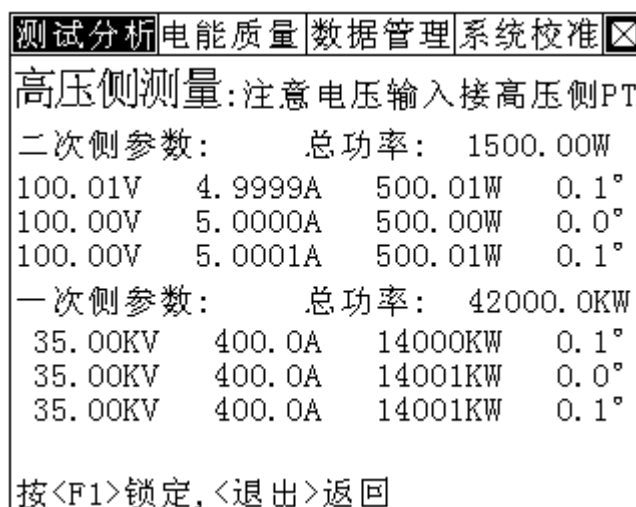 测试分析 电能质量 数据管理 系统校准
高压侧测量:注意电压输入接高压侧PT
二次侧参数: 总功率: 1500.00W
100.01V 4.9999A 500.01W 0.1°
100.00V 5.0000A 500.00W 0.0°
100.00V 5.0001A 500.01W 0.1°
一次侧参数: 总功率: 42000.0KW
35.00KV 400.0A 14000KW 0.1°
35.00KV 400.0A 14001KW 0.0°
35.00KV 400.0A 14001KW 0.1°
按<F1>锁定,<退出>返回